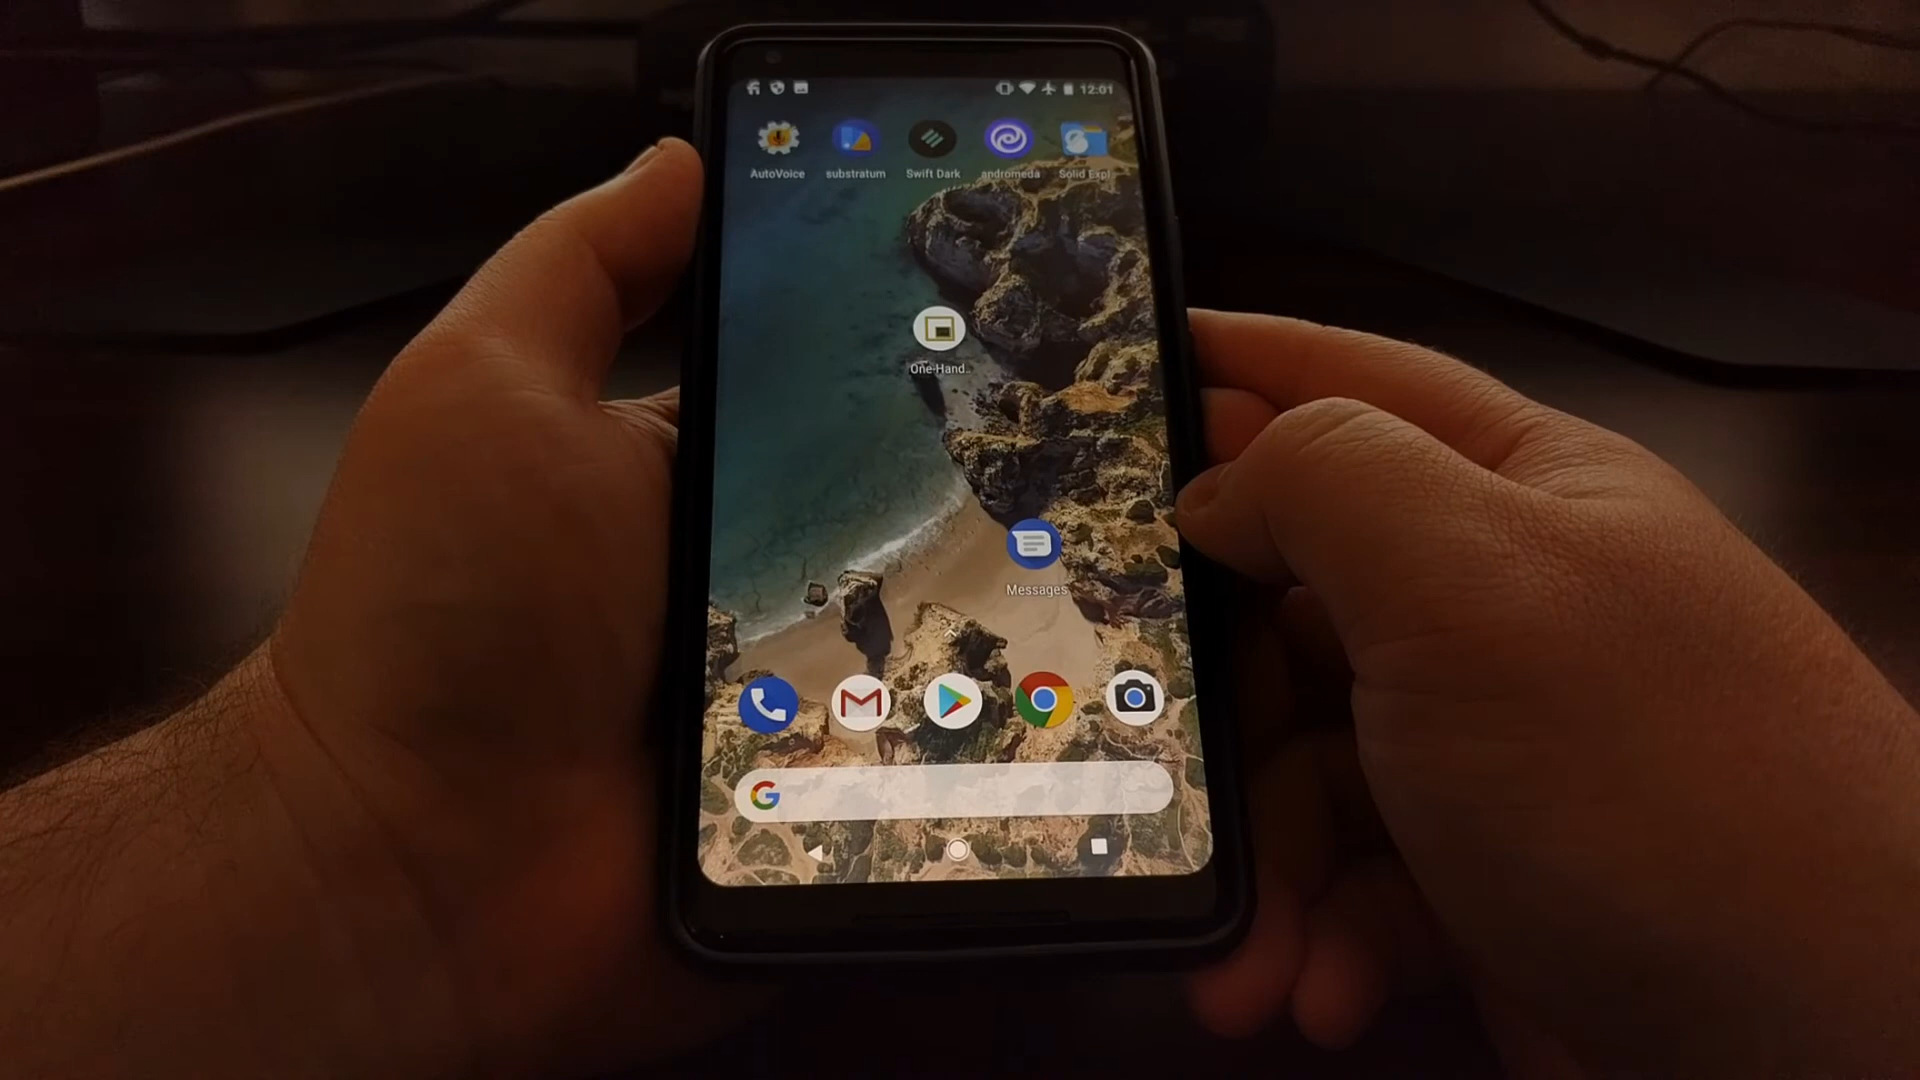 12:01
AutoVoice substratum Swift Dark andromeda Solid Expl
One-Hand..
Messages